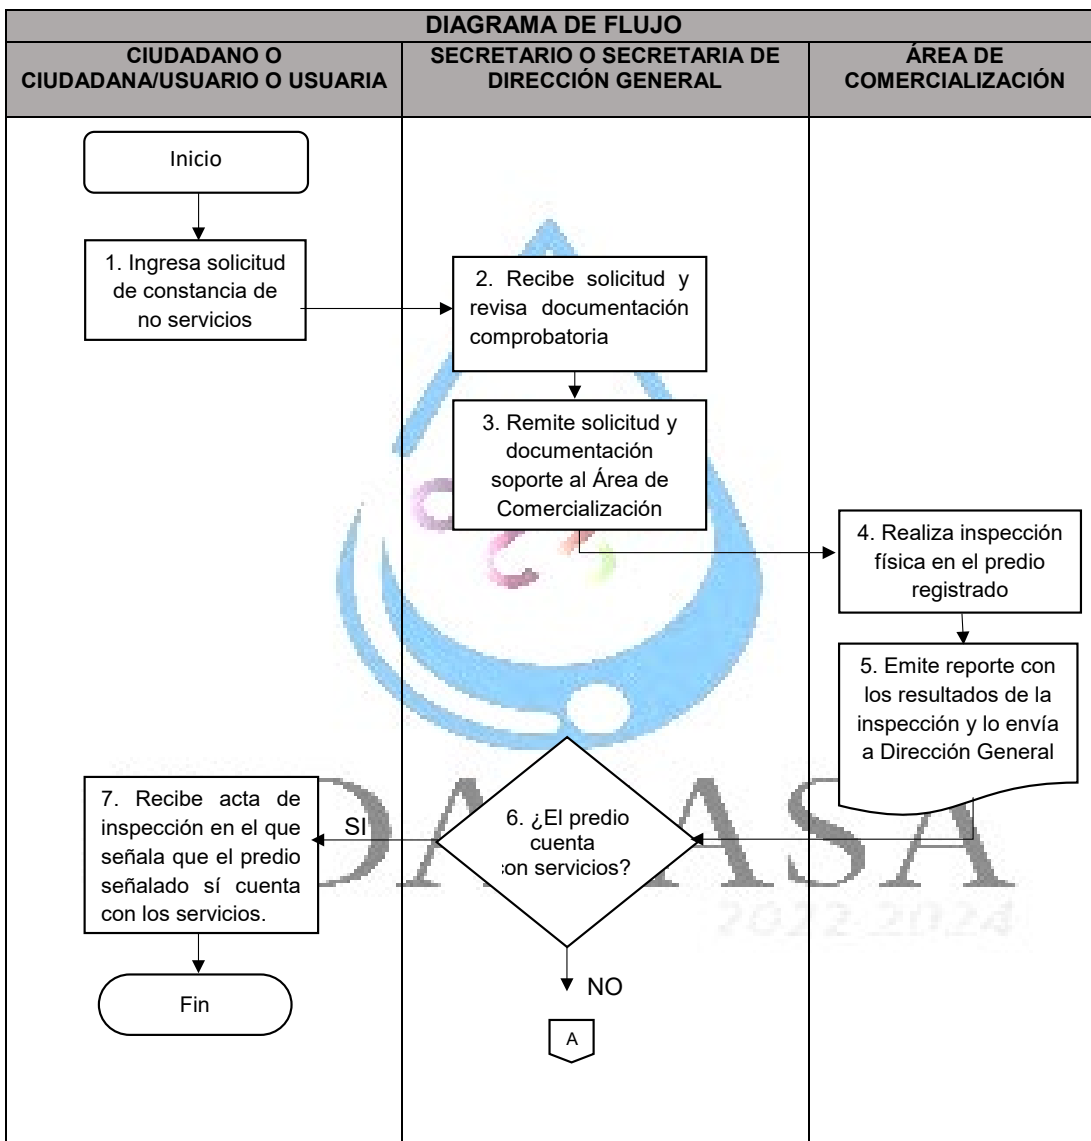 DIAGRAMA DE FLUJO
CIUDADANO O
CIUDADANA/USUARIO O USUARIA
SECRETARIO O SECRETARIA DE
DIRECCIÓN GENERAL
ÁREA DE
COMERCIALIZACIÓN
Inicio
1. Ingresa solicitud
de constancia de
no servicios
2. Recibe solicitud y
revisa documentación
comprobatoria
3. Remite solicitud y
documentación
soporte al Área de
Comercialización
4. Realiza inspección
física en el predio
registrado
5. Emite reporte con
los resultados de la
inspección y lo envía
a Dirección General
6. ¿El predio
cuenta
con servicios?
SI
7. Recibe acta de
inspección en el que
señala que el predio
señalado sí cuenta
con los servicios.
Fin
NO
A
2022-2024